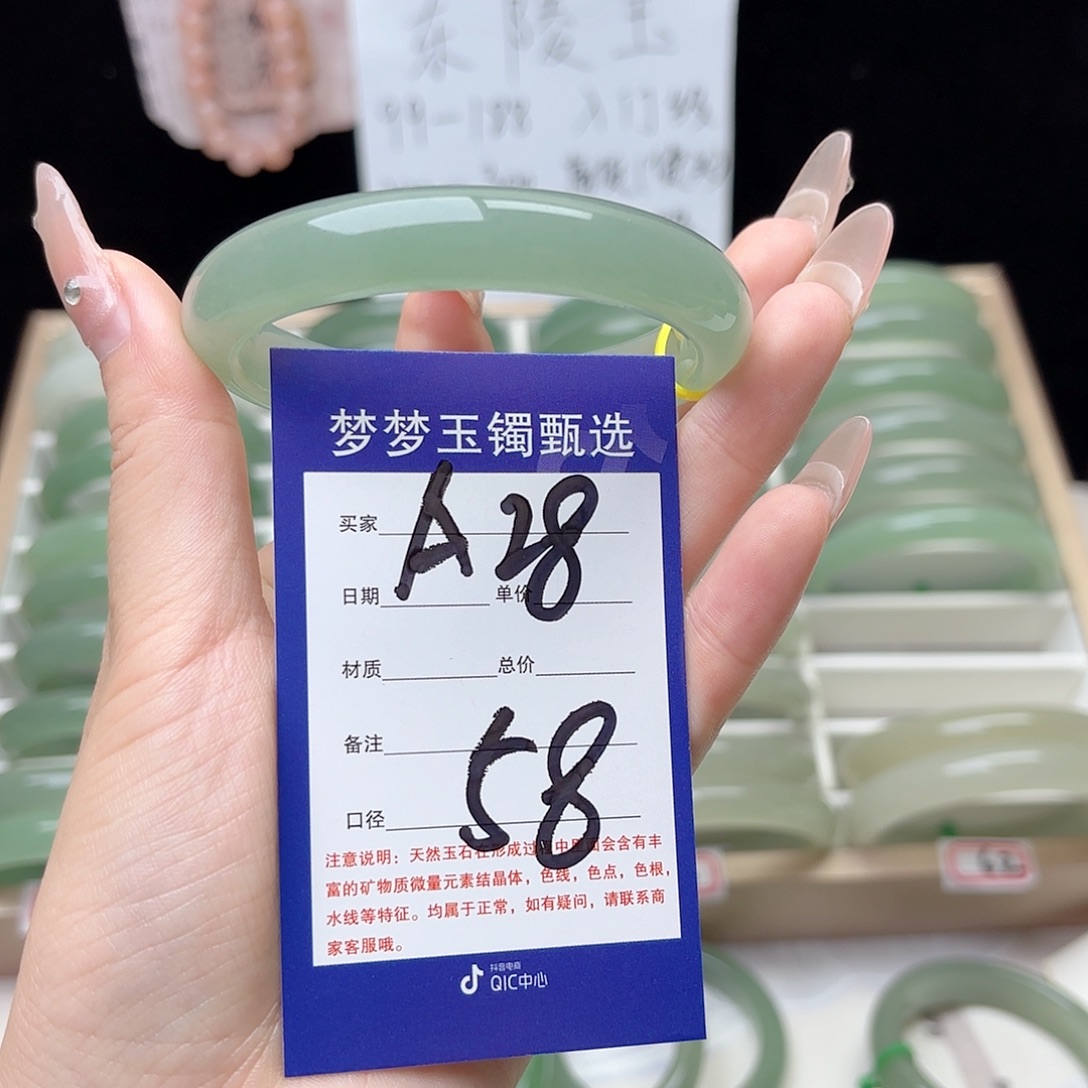 东陵玉
99-188 入门级
梦梦玉镯甄选
买家 A28
日期 单价
材质 总价
备注 58
口径
注意说明：天然玉石在形成过程中里面会含有丰
富的矿物质微量元素结晶体，色线，色点，色根，
水线等特征。均属于正常，如有疑问，请联系商
家客服哦。
抖音电商
QIC中心